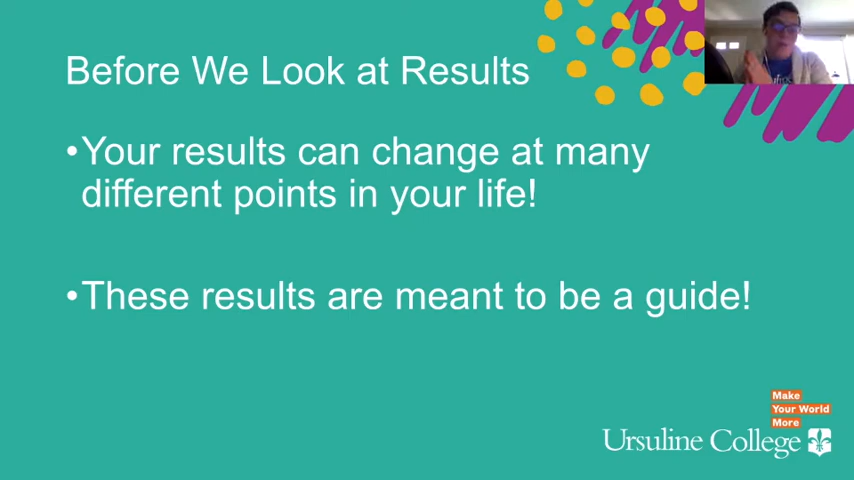 Before We Look at Results
•Your results can change at many
different points in your life!
•These results are meant to be a guide!
Make
Your World
More
Ursuline College